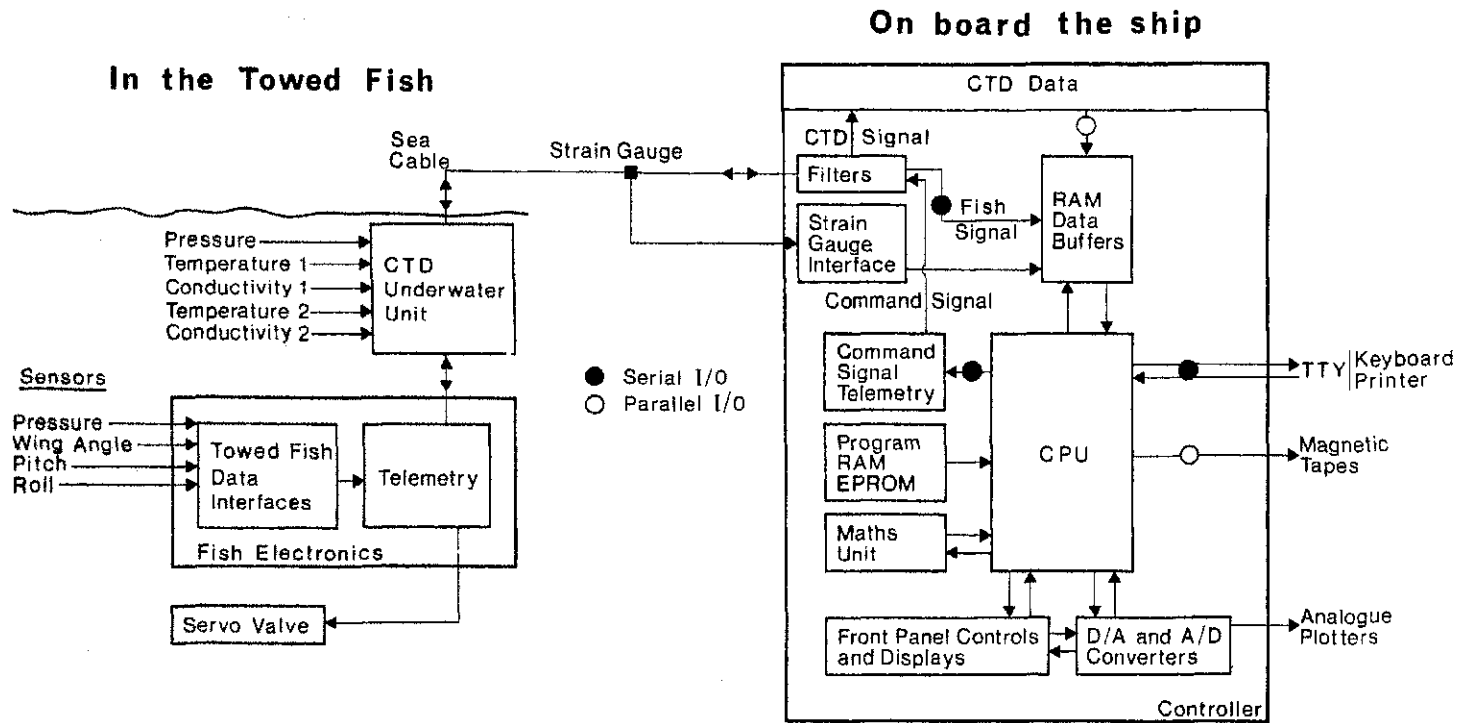 On board the ship
In the Towed Fish
CTD Data
Sea
Cable
Strain Gauge
CTD Signal
Filters
Fish
Signal
RAM
Data
Buffers
Strain
Gauge
Interface
Command Signal
Pressure
Temperature 1
Conductivity 1
Temperature 2
Conductivity 2
CTD
Underwater
Unit
Sensors
Pressure
Wing Angle
Pitch
Roll
Towed Fish
Data
Interfaces
Telemetry
Fish Electronics
Servo Valve
Serial I/O
Parallel I/O
Command
Signal
Telemetry
Program
RAM
EPROM
Maths
Unit
CPU
TTY
Keyboard
Printer
Magnetic
Tapes
Front Panel Controls
and Displays
D/A and A/D
Converters
Analogue
Plotters
Controller